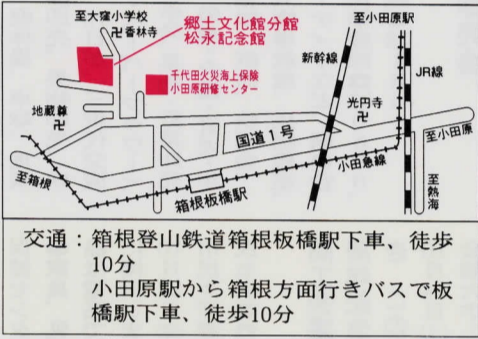 至大窪小学校
卍香林寺
郷土文化館分館
松永記念館
至小田原駅
新幹線
JR線
千代田火災海上保険
小田原研修センター
地蔵尊
卍
光円寺
卍
国道1号
至小田原
小田急線
至箱根
箱根板橋駅
至熱海
交通：箱根登山鉄道箱根板橋駅下車、徒歩
10分
小田原駅から箱根方面行きバスで板
橋駅下車、徒歩10分